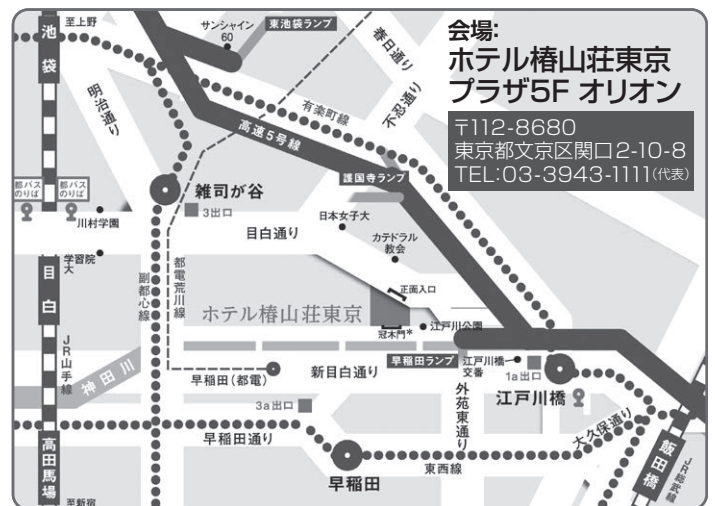 会場:
ホテル椿山荘東京
プラザ5F オリオン
〒112-8680
東京都文京区関口2-10-8
TEL:03-3943-1111(代表)
至上野
池袋
サンシャイン
60
東池袋ランプ
春日通り
不忍通り
明治通り
有楽町線
高速5号線
護国寺ランプ
都バス
のりば
都バス
のりば
川村学園
雑司が谷
3出口
目白通り
日本女子大
カテドラル
教会
学習院
大
目白
副都心線
都電荒川線
正面入口
ホテル椿山荘東京
冠木門*
江戸川公園
JR山手線
神田川
早稲田(都電)
新目白通り
早稲田ランプ
江戸川橋
交番
1a出口
江戸川橋
外苑東通り
3a出口
早稲田通り
大久保通り
高田馬場
早稲田
東西線
飯田橋
JR総武線
至新宿